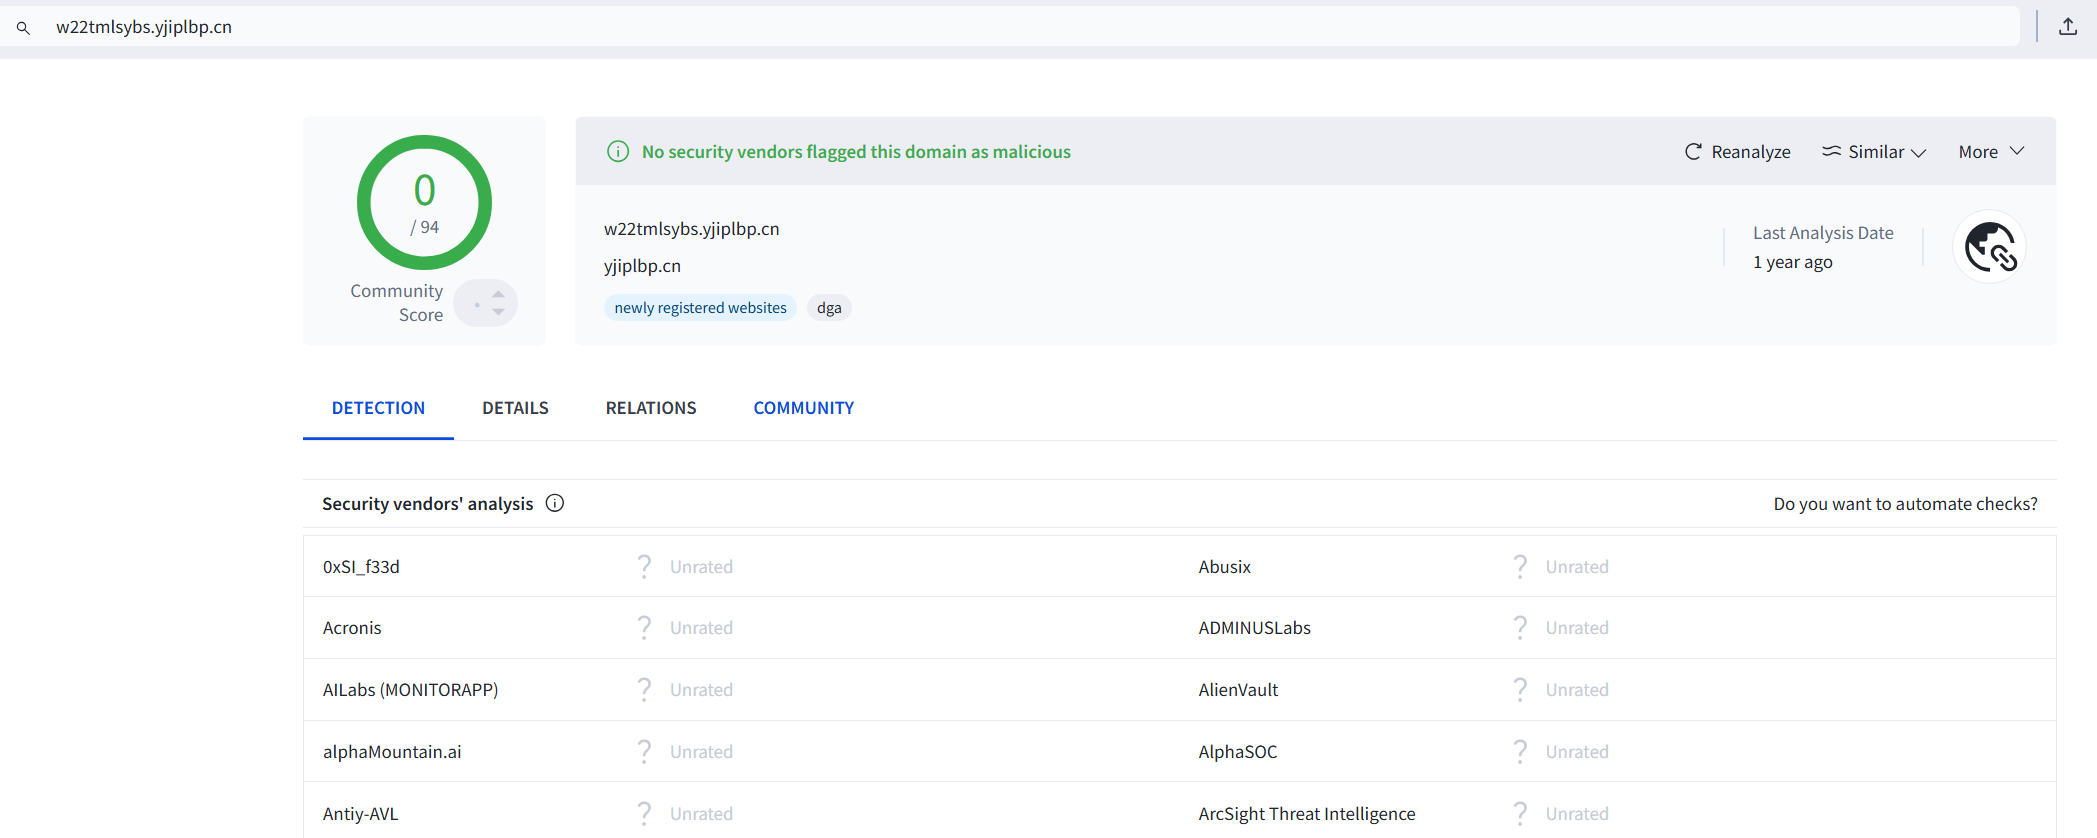 w22tmlsybs.yjiplbp.cn
0
/ 94
Community
Score
No security vendors flagged this domain as malicious
Reanalyze
Similar
More
w22tmlsybs.yjiplbp.cn
yjiplbp.cn
newly registered websites
dga
Last Analysis Date
1 year ago
DETECTION
DETAILS
RELATIONS
COMMUNITY
Security vendors' analysis
Do you want to automate checks?
0xSI_f33d
Unrated
Abusix
Unrated
Acronis
Unrated
ADMINUSLabs
Unrated
AILabs (MONITORAPP)
Unrated
AlienVault
Unrated
alphaMountain.ai
Unrated
AlphaSOC
Unrated
Antiy-AVL
Unrated
ArcSight Threat Intelligence
Unrated